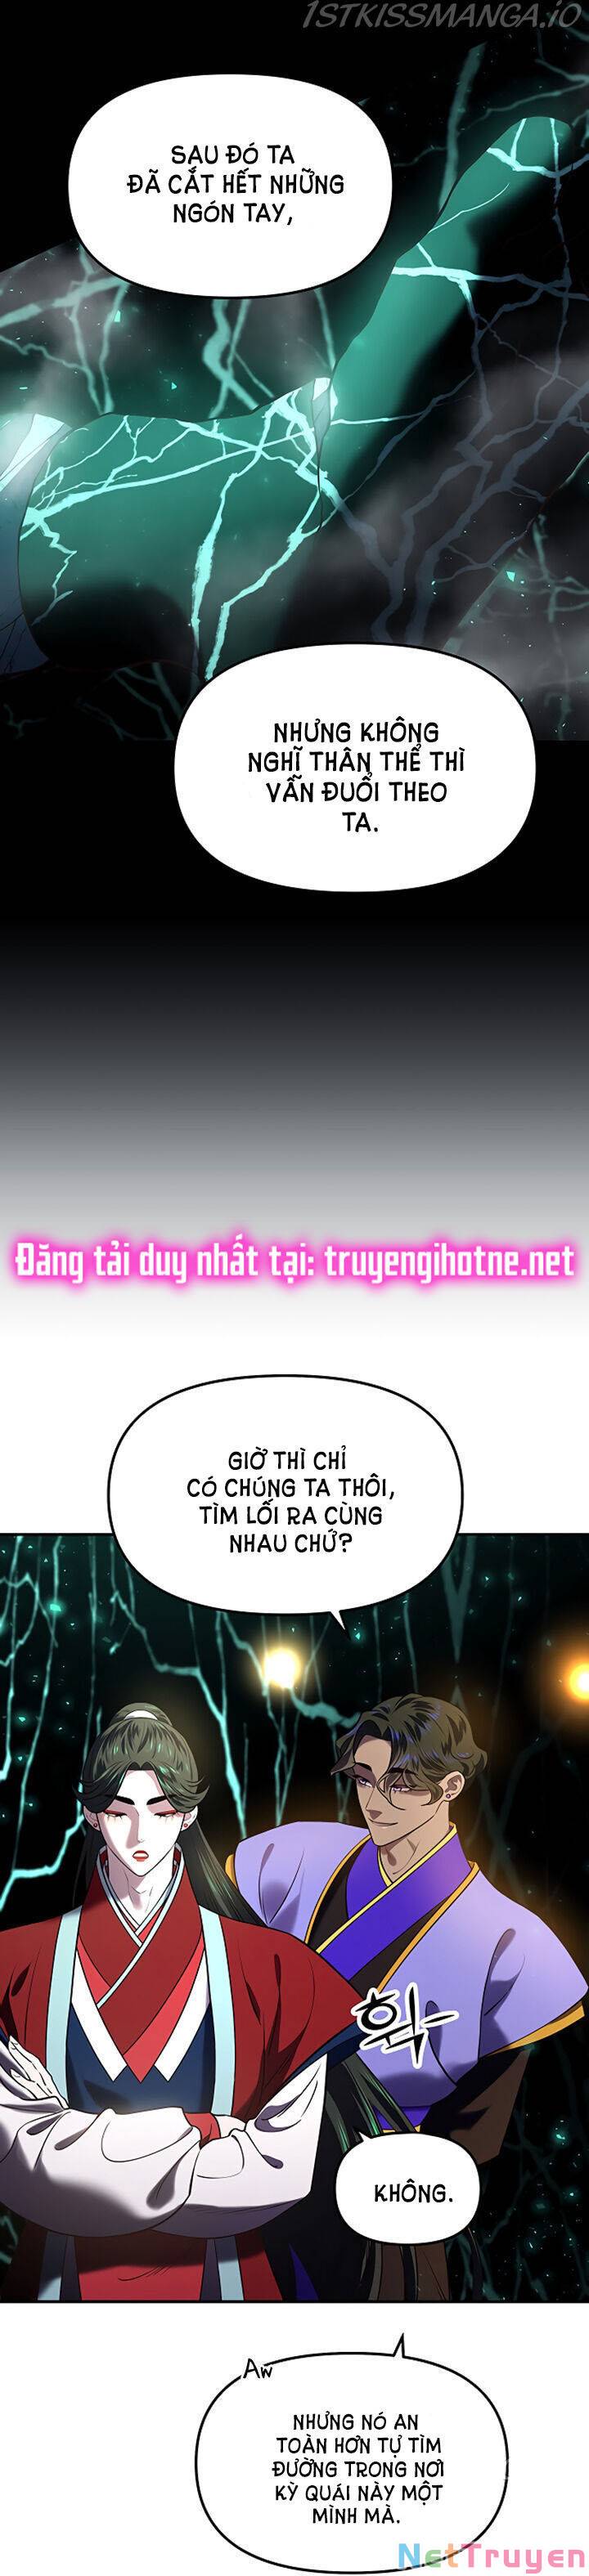 1STKISSMANGA.IO
SAU ĐÓ TA
ĐÃ CẮT HẾT NHỮNG
NGÓN TAY,
NHƯNG KHÔNG
NGHĨ THÂN THỂ THÌ
VẪN ĐUỔI THEO
TA.
Đăng tải duy nhất tại: truyengihotne.net
GIỜ THÌ CHỈ
CÓ CHÚNG TA THÔI,
TÌM LỐI RA CÙNG
NHAU CHỨ?
휙-
KHÔNG.
AW
NHƯNG NÓ AN
TOÀN HƠN TỰ TÌM
ĐƯỜNG TRONG NƠI
KỲ QUÁI NÀY MỘT
MÌNH MÀ.
NetTruyen